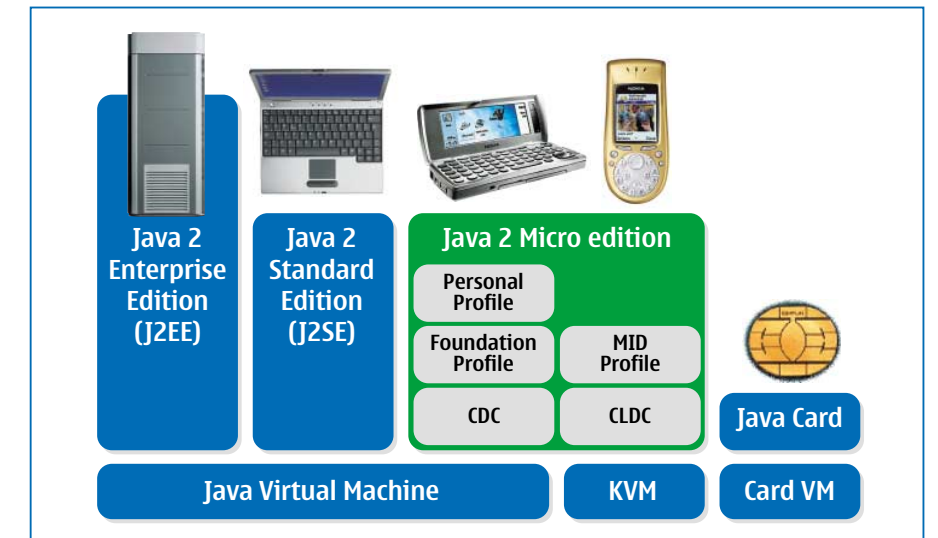 NOKIA
Java 2
Enterprise
Edition
(J2EE)
Java 2
Standard
Edition
(J2SE)
Java 2 Micro edition
Personal
Profile
Foundation
Profile
MID
Profile
CDC
CLDC
Java Card
Java Virtual Machine
KVM
Card VM